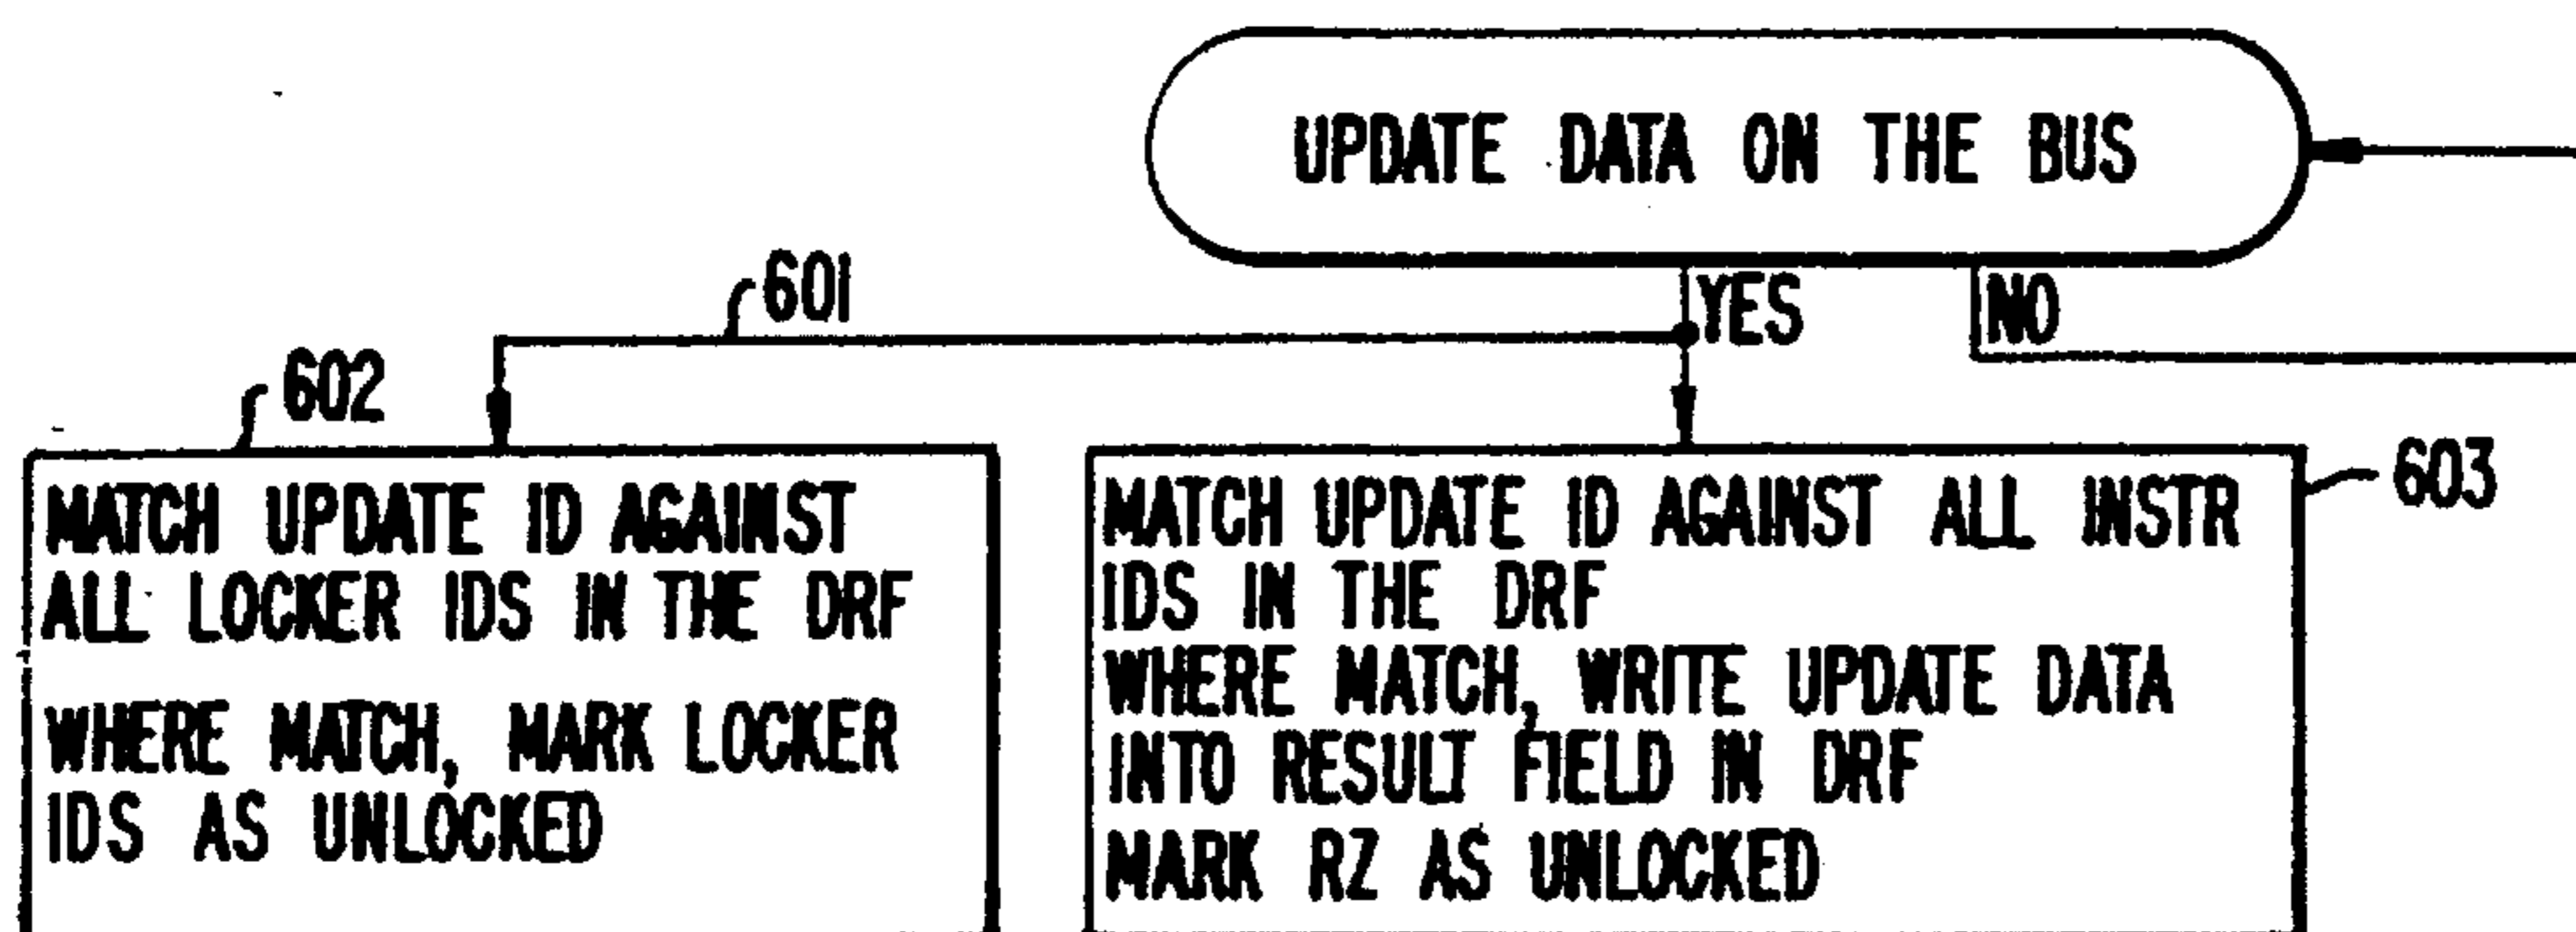 UPDATE DATA ON THE BUS
YES
NO
601
602
603
MATCH UPDATE ID AGAINST
ALL LOCKER IDS IN THE DRF
WHERE MATCH, MARK LOCKER
IDS AS UNLOCKED
MATCH UPDATE ID AGAINST ALL INSTR
IDS IN THE DRF
WHERE MATCH, WRITE UPDATE DATA
INTO RESULT FIELD IN DRF
MARK RZ AS UNLOCKED